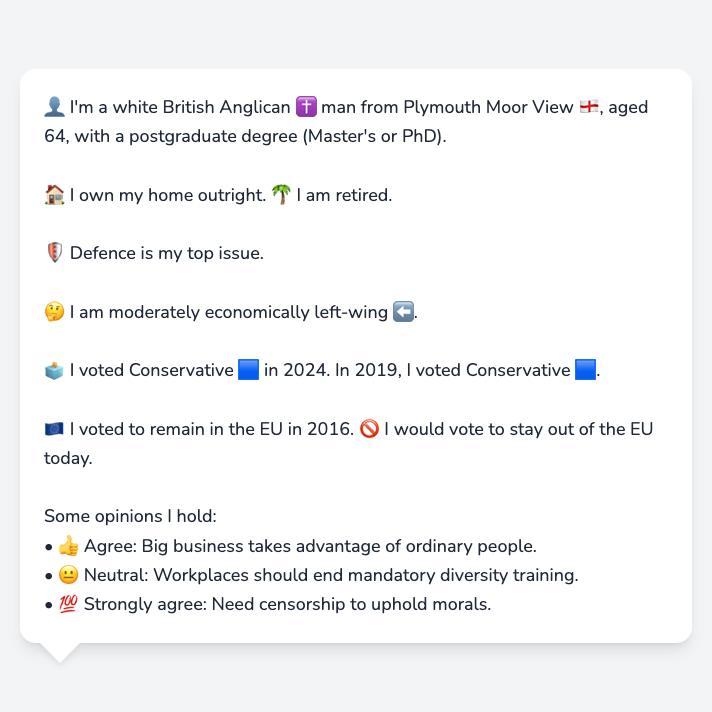 👤 I'm a white British Anglican ✝️ man from Plymouth Moor View 🏴󠁧󠁢󠁥󠁮󠁧󠁿, aged
64, with a postgraduate degree (Master's or PhD).
🏠 I own my home outright. 🌴 I am retired.
🛡️ Defence is my top issue.
🤔 I am moderately economically left-wing ⬅️.
🗳️ I voted Conservative 🟦 in 2024. In 2019, I voted Conservative 🟦.
🇪🇺 I voted to remain in the EU in 2016. 🚫 I would vote to stay out of the EU
today.
Some opinions I hold:
• 👍 Agree: Big business takes advantage of ordinary people.
• 😐 Neutral: Workplaces should end mandatory diversity training.
• 💯 Strongly agree: Need censorship to uphold morals.